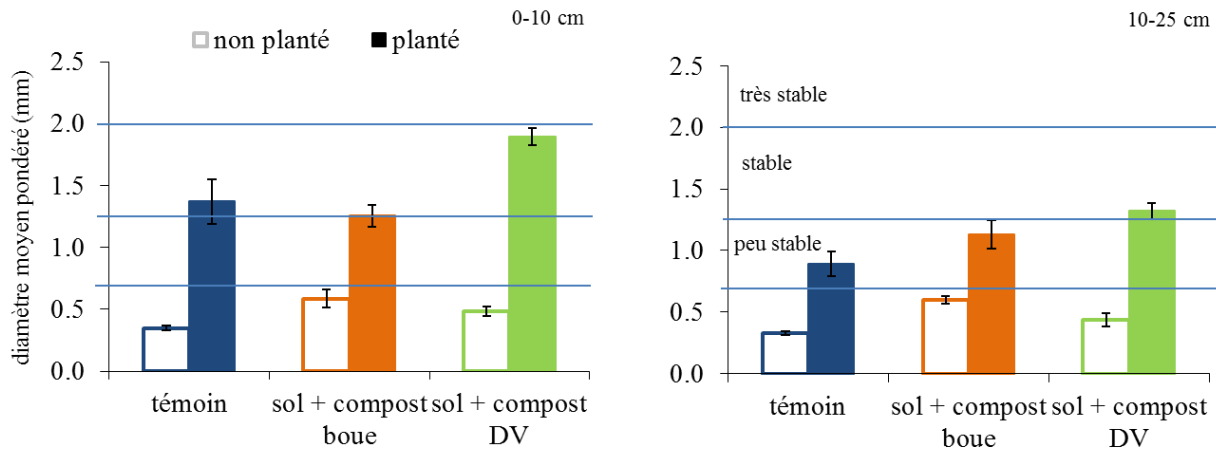 0-10 cm
non planté
planté
diamètre moyen pondéré (mm)
2.5
2.0
1.5
1.0
0.5
0.0
témoin
sol + compost
boue
sol + compost
DV
10-25 cm
2.5
2.0
1.5
1.0
0.5
0.0
très stable
stable
peu stable
témoin
sol + compost
boue
sol + compost
DV